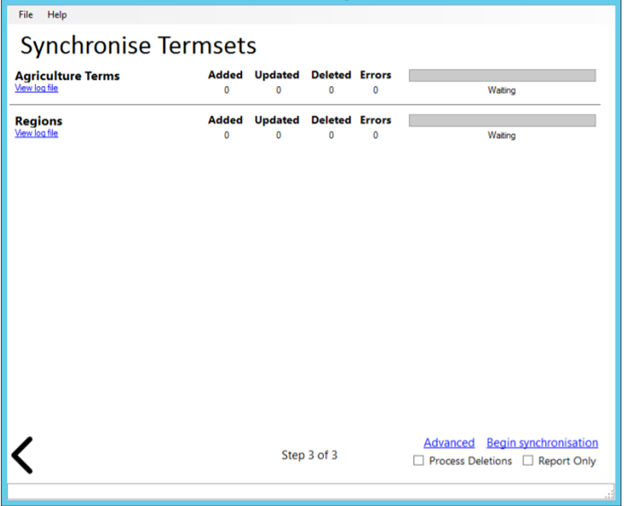 File Help
Synchronise Termsets
Agriculture Terms Added Updated Deleted Errors
View log file 0 0 0 0 Waiting
Regions Added Updated Deleted Errors
View log file 0 0 0 0 Waiting
Advanced Begin synchronisation
Step 3 of 3
Process Deletions Report Only